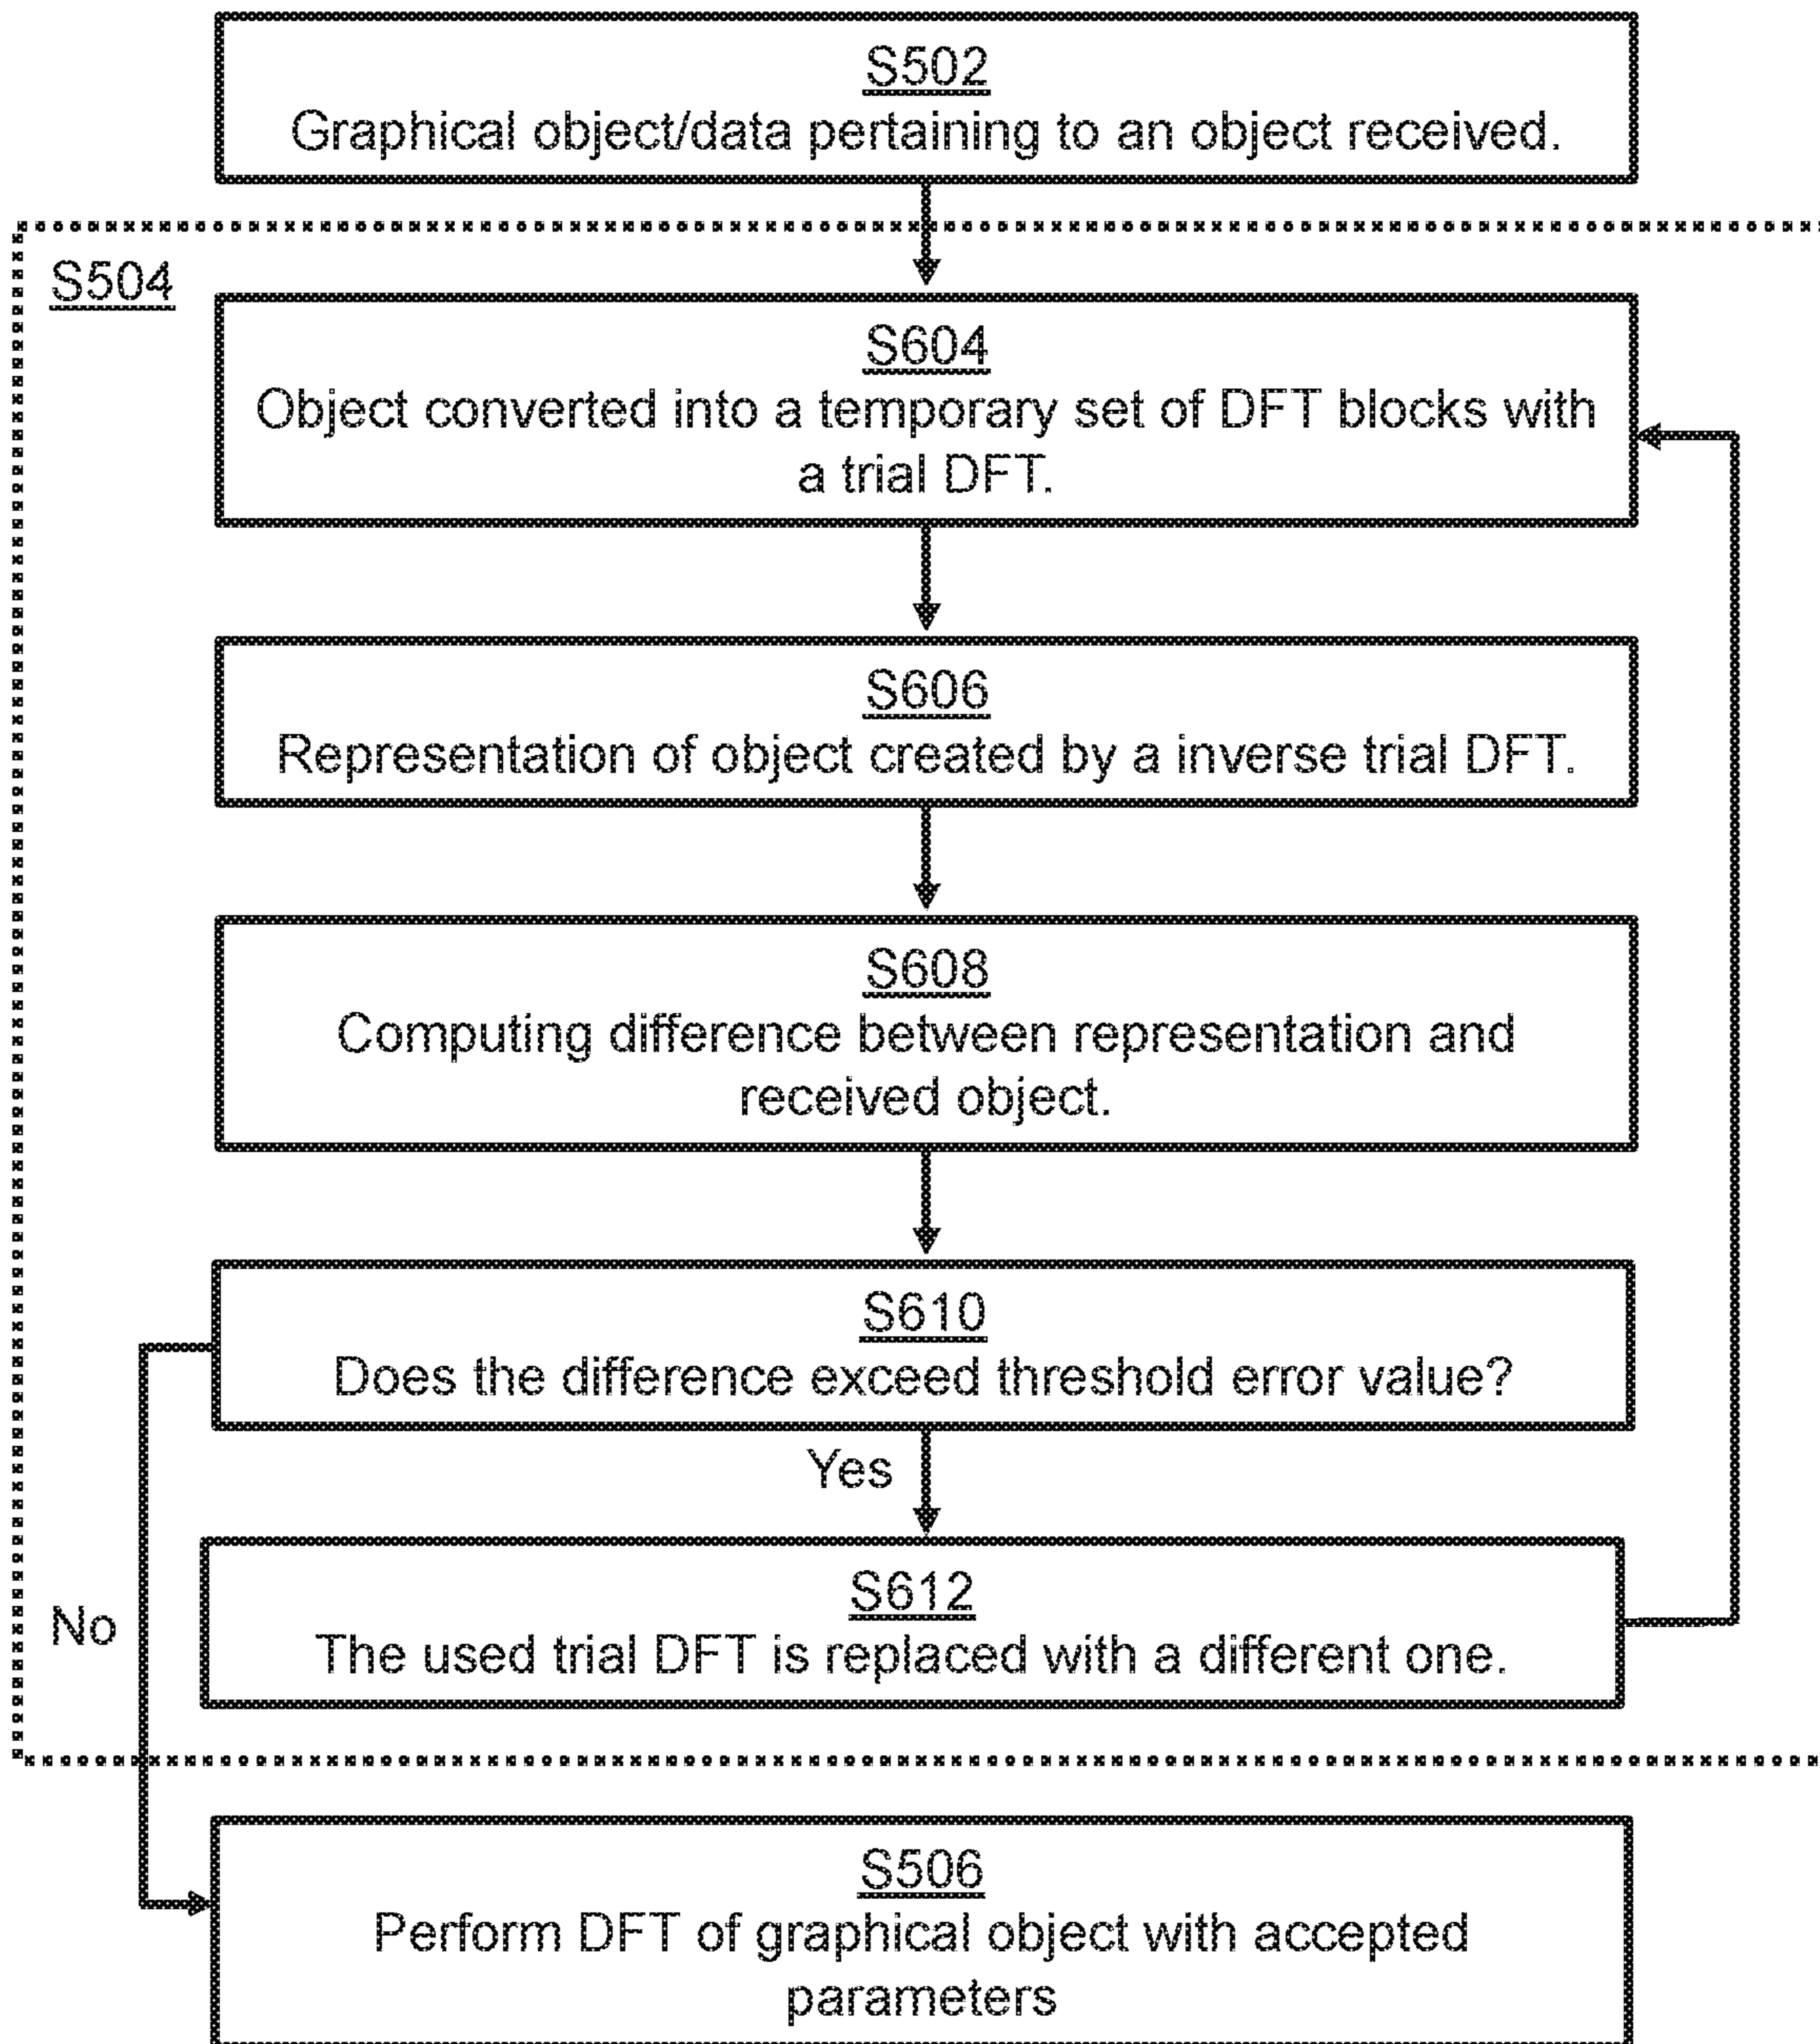 S502
Graphical object/data pertaining to an object received.
S504
S604
Object converted into a temporary set of DFT blocks with
a trial DFT.
S606
Representation of object created by a inverse trial DFT.
S608
Computing difference between representation and
received object.
S610
Does the difference exceed threshold error value?
Yes
S612
No
The used trial DFT is replaced with a different one.
S506
Perform DFT of graphical object with accepted
parameters